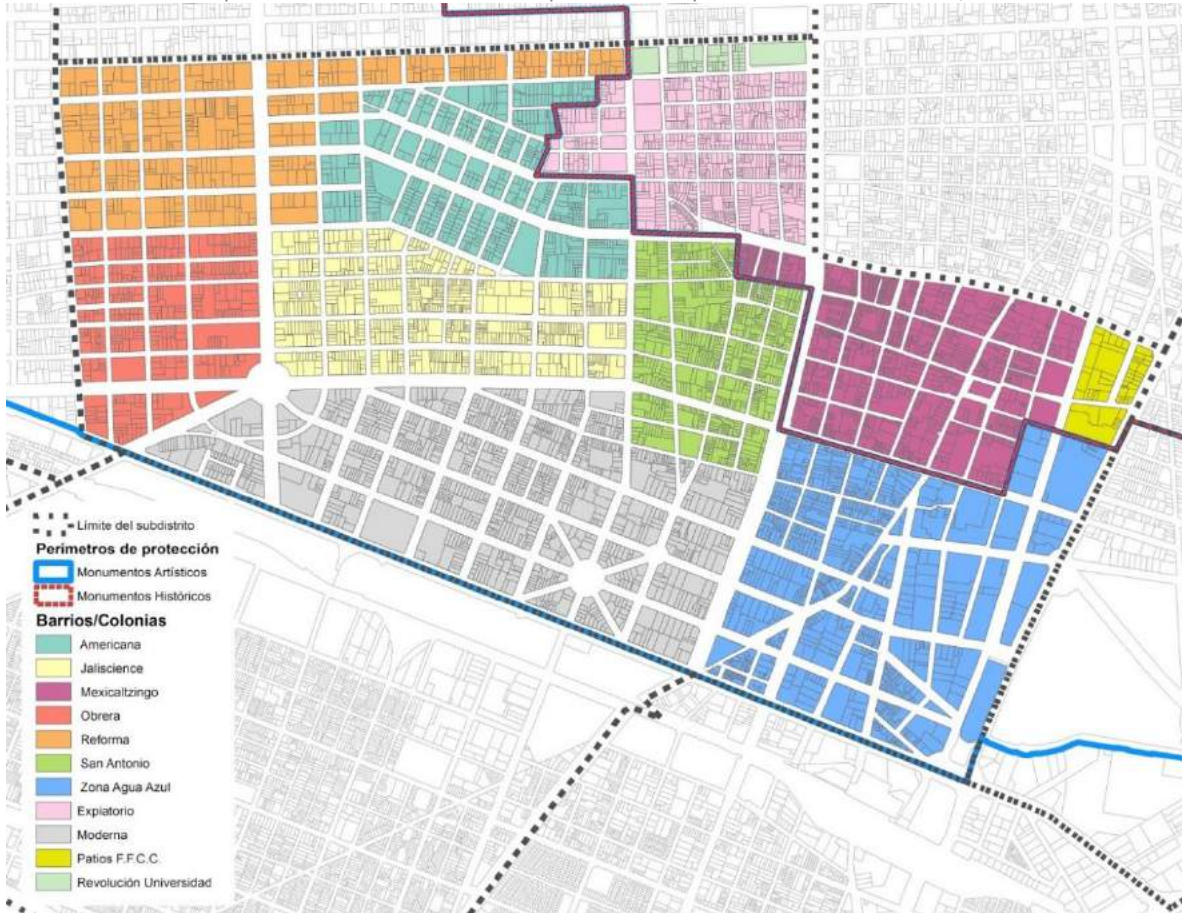 Límite del subdistrito
Perímetros de protección
Monumentos Artísticos
Monumentos Históricos
Barrios/Colonias
Americana
Jaliscience
Mexicaltzingo
Obrera
Reforma
San Antonio
Zona Agua Azul
Expiatorio
Moderna
Patios F.F.C.C.
Revolución Universidad